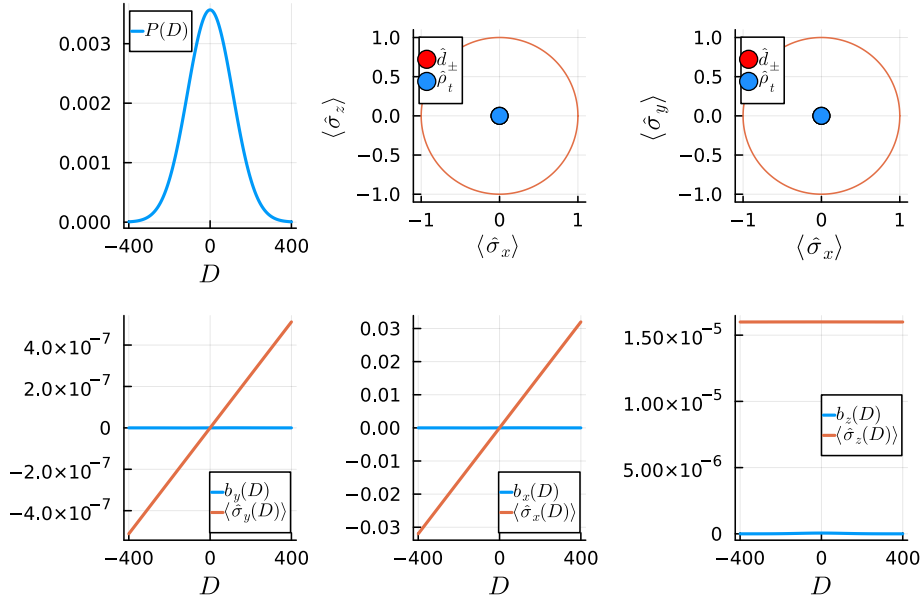 P(D)
0.003
0.002
0.001
0.000
−400 0 400
D
⟨σ̂_z⟩
1.0
0.5
0.0
−0.5
−1.0
d̂_±
ρ̂_t
−1 0 1
⟨σ̂_x⟩
⟨σ̂_y⟩
1.0
0.5
0.0
−0.5
−1.0
d̂_±
ρ̂_t
−1 0 1
⟨σ̂_x⟩
4.0×10⁻⁷
2.0×10⁻⁷
0
−2.0×10⁻⁷
−4.0×10⁻⁷
b_y(D)
⟨σ̂_y(D)⟩
−400 0 400
D
0.03
0.02
0.01
0.00
−0.01
−0.02
−0.03
b_x(D)
⟨σ̂_x(D)⟩
−400 0 400
D
1.50×10⁻⁵
1.00×10⁻⁵
5.00×10⁻⁶
0
b_z(D)
⟨σ̂_z(D)⟩
−400 0 400
D